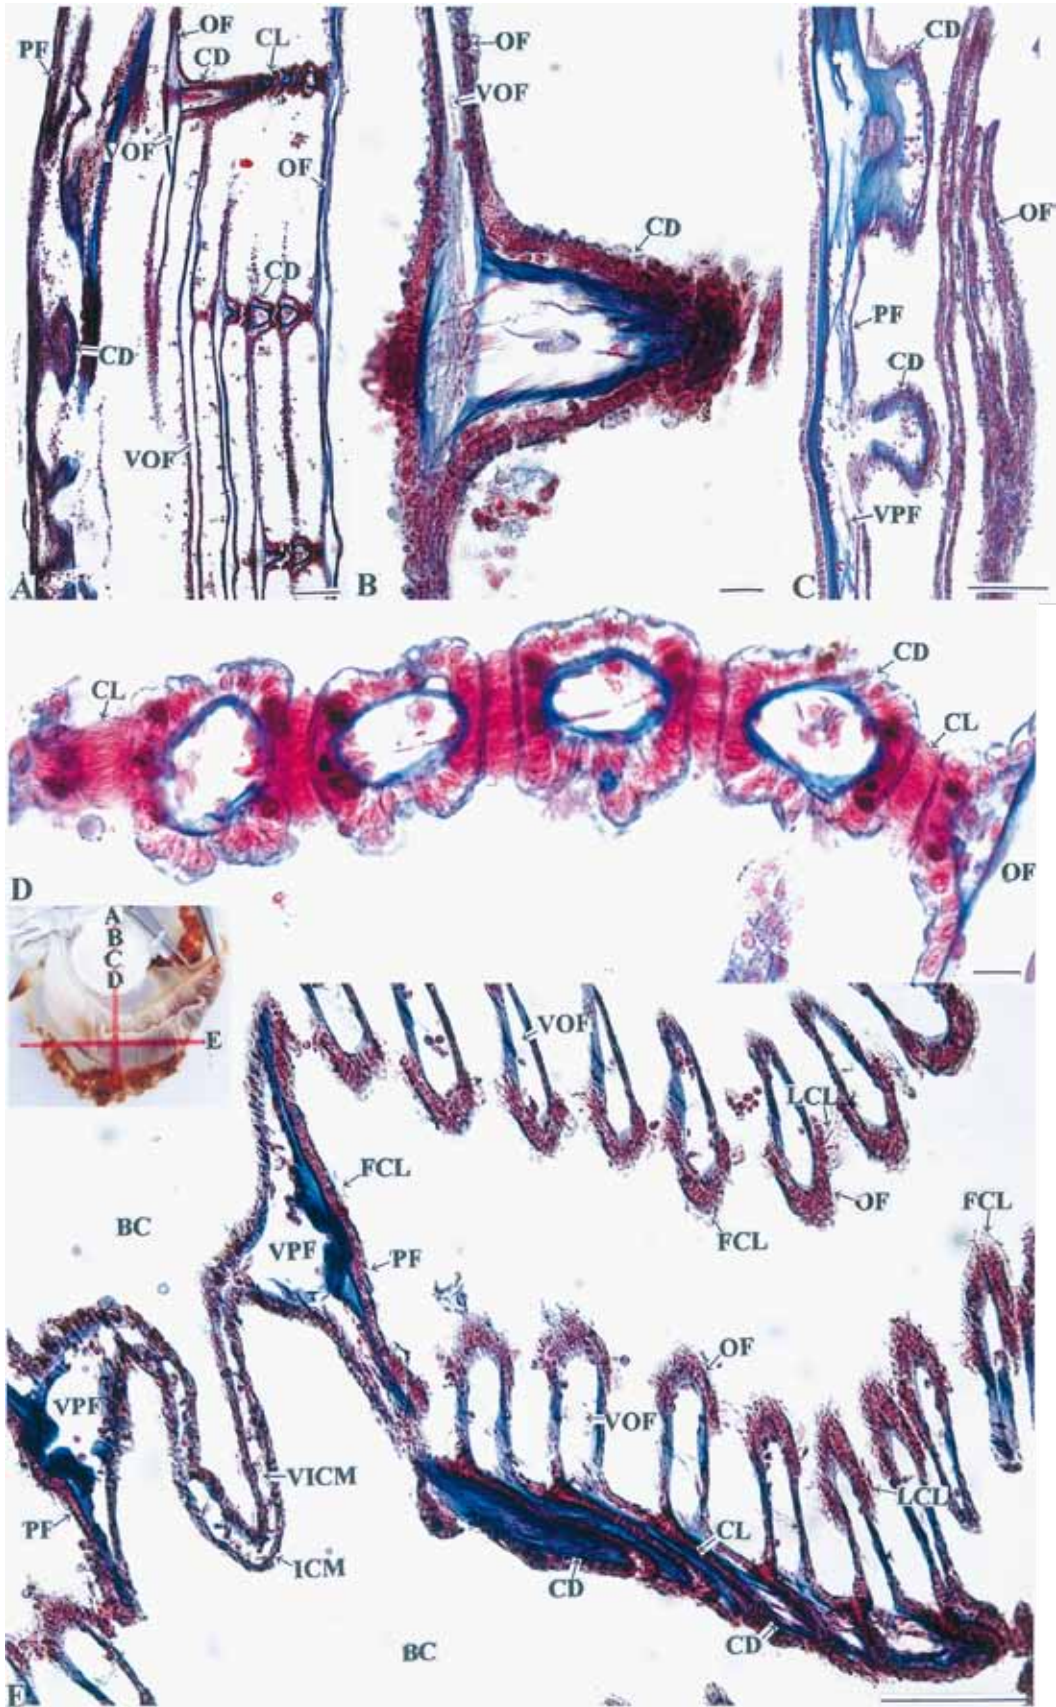 OF
CD
CL
PF
VOF
OF
CD
CD
VOF
A
OF
VOF
CD
B
CD
OF
PF
CD
VPF
C
CL
CD
CL
OF
D
A
B
C
D
E
VOF
LCL
OF
FCL
FCL
FCL
BC
VPF
PF
OF
VPF
VOF
LCL
VICM
PF
CL
ICM
CD
CD
BC
E